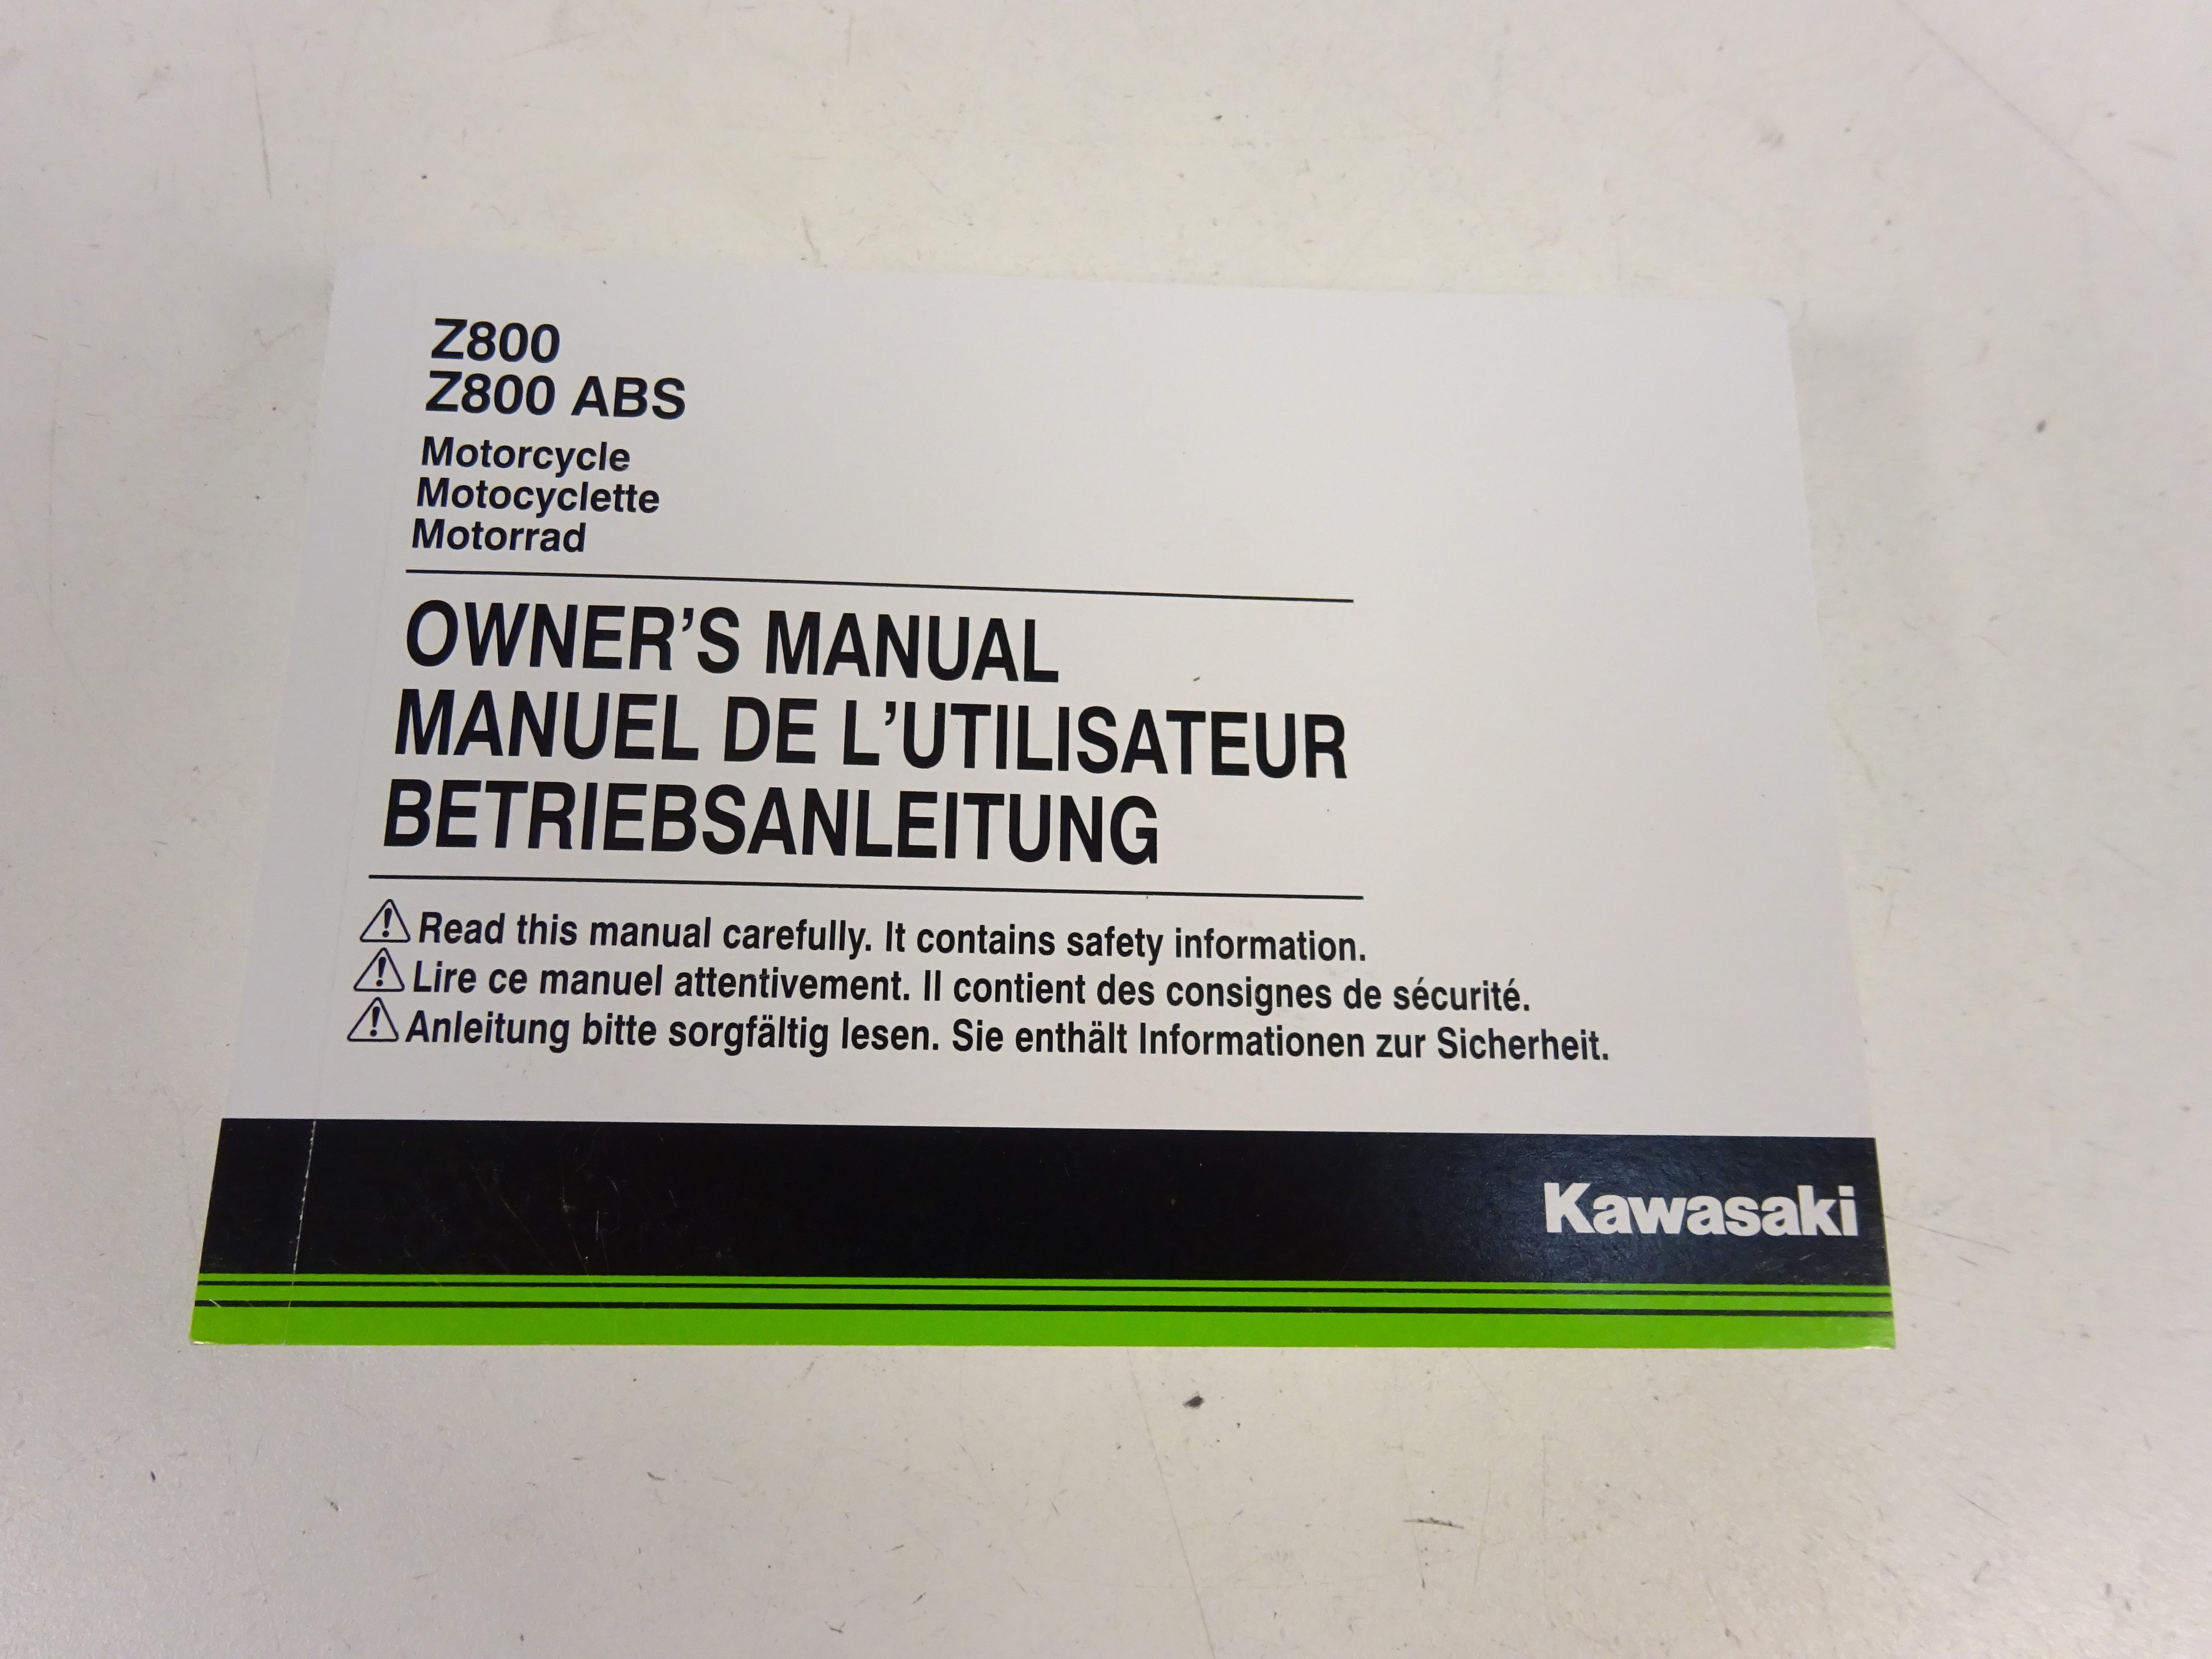 Z800
Z800 ABS
Motorcycle
Motocyclette
Motorrad
OWNER'S MANUAL
MANUEL DE L'UTILISATEUR
BETRIEBSANLEITUNG
Read this manual carefully. It contains safety information.
Lire ce manuel attentivement. Il contient des consignes de sécurité.
Anleitung bitte sorgfältig lesen. Sie enthält Informationen zur Sicherheit.
Kawasaki